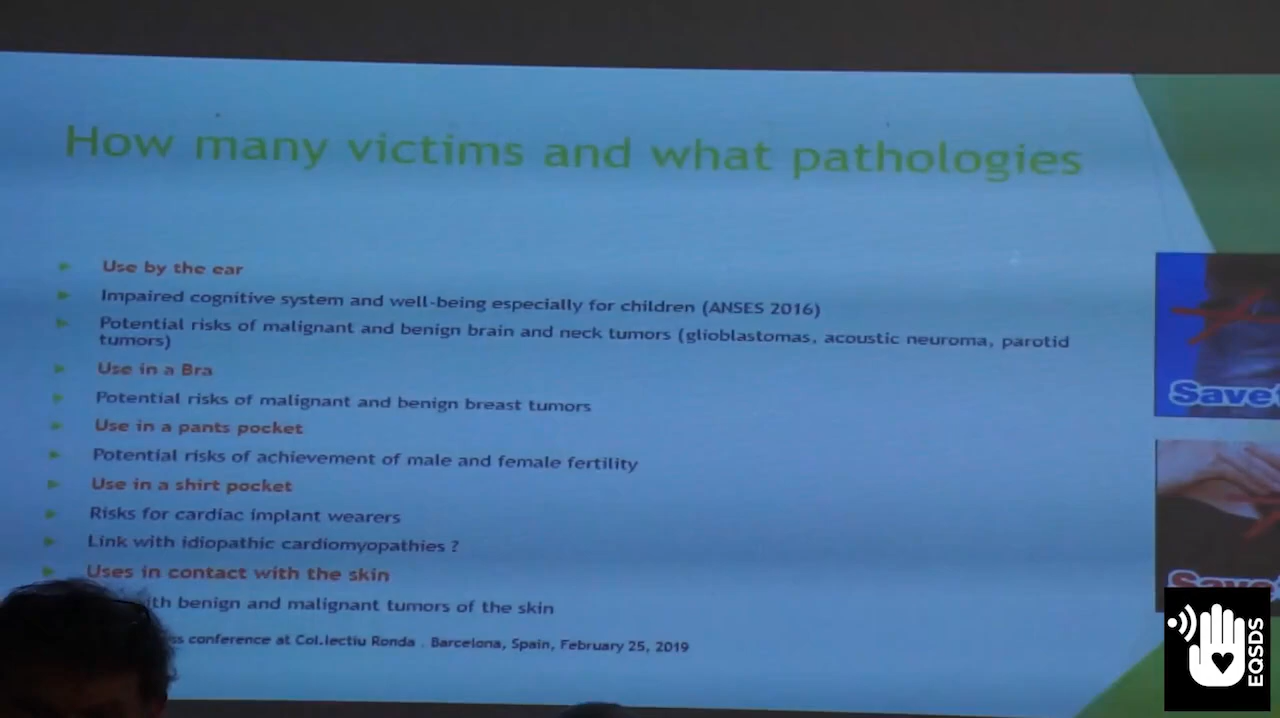 How many victims and what pathologies
Use by the ear
Impaired cognitive system and well-being especially for children (ANSES 2016)
Potential risks of malignant and benign brain and neck tumors (glioblastomas, acoustic neuroma, parotid
tumors)
Use in a Bra
Potential risks of malignant and benign breast tumors
Use in a pants pocket
Potential risks of achievement of male and female fertility
Use in a shirt pocket
Risks for cardiac implant wearers
Link with idiopathic cardiomyopathies ?
Uses in contact with the skin
benign and malignant tumors of the skin
conference at Col.lectiu Ronda . Barcelona, Spain, February 25, 2019
Save
Save
EQSDS